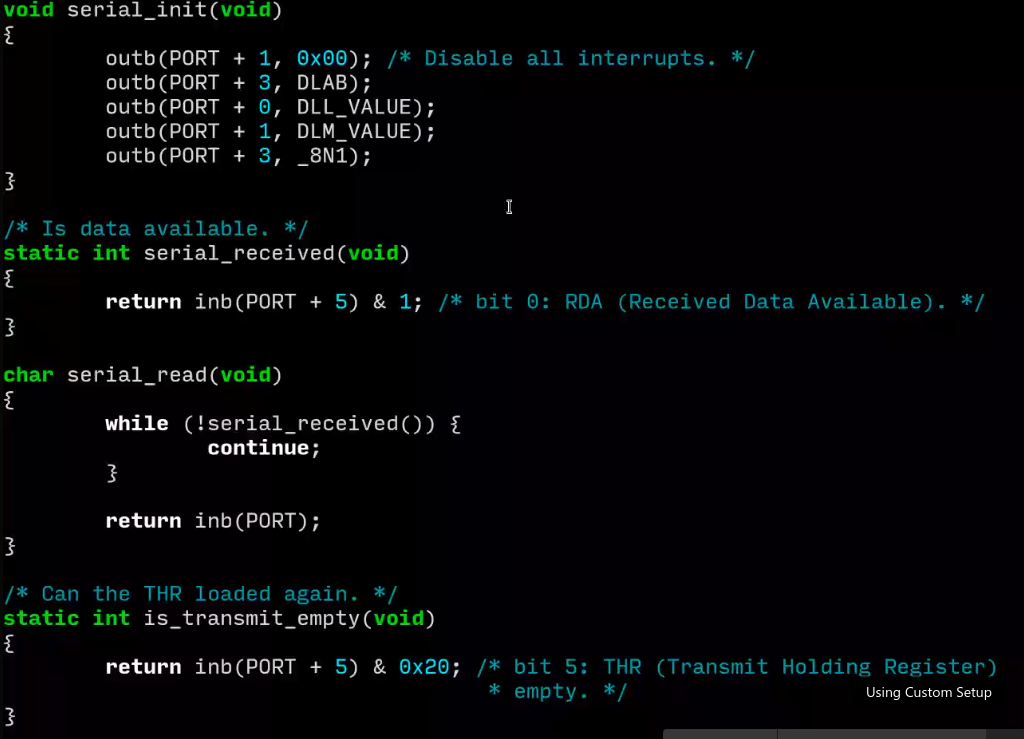 void serial_init(void)
{
        outb(PORT + 1, 0x00); /* Disable all interrupts. */
        outb(PORT + 3, DLAB);
        outb(PORT + 0, DLL_VALUE);
        outb(PORT + 1, DLM_VALUE);
        outb(PORT + 3, _8N1);
}

/* Is data available. */
static int serial_received(void)
{
        return inb(PORT + 5) & 1; /* bit 0: RDA (Received Data Available). */
}

char serial_read(void)
{
        while (!serial_received()) {
                continue;
        }

        return inb(PORT);
}

/* Can the THR loaded again. */
static int is_transmit_empty(void)
{
        return inb(PORT + 5) & 0x20; /* bit 5: THR (Transmit Holding Register)
                                      * empty. */
Using Custom Setup
}